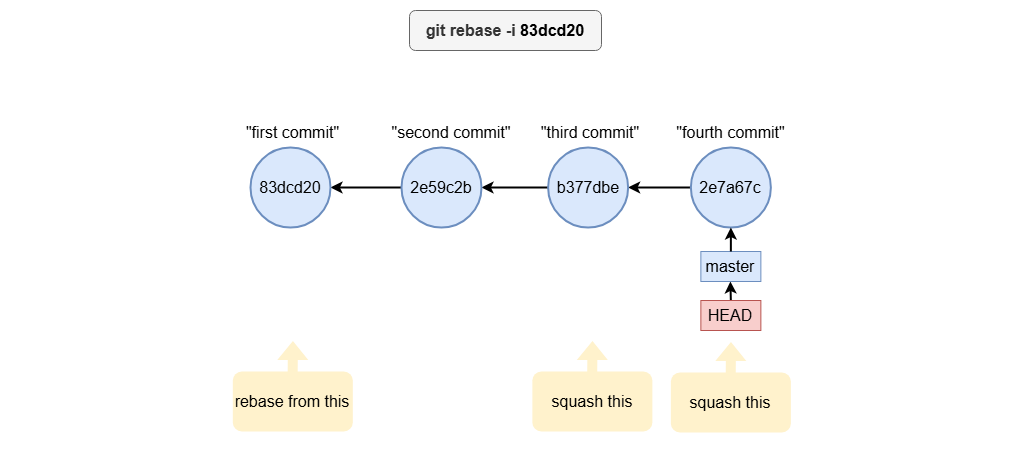 git rebase -i 83dcd20
"first commit" "second commit" "third commit" "fourth commit"
83dcd20 2e59c2b b377dbe 2e7a67c
master
HEAD
rebase from this squash this squash this